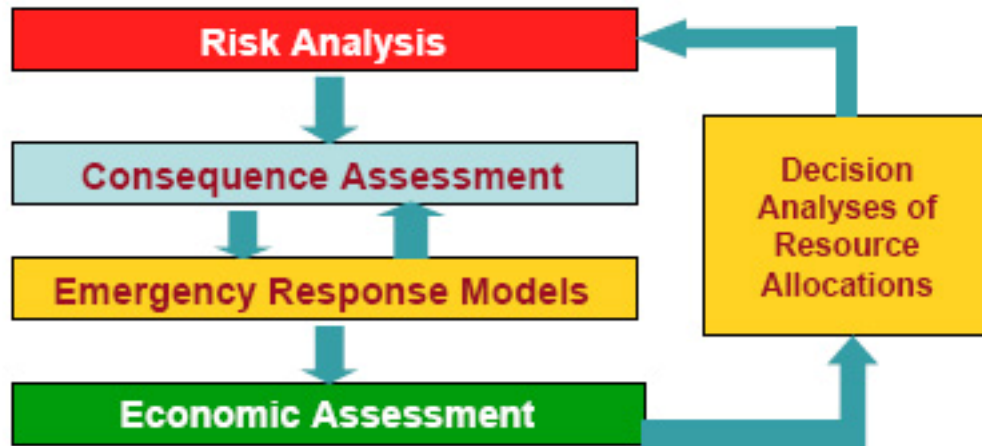 Risk Analysis
Consequence Assessment
Emergency Response Models
Economic Assessment
Decision
Analyses of
Resource
Allocations